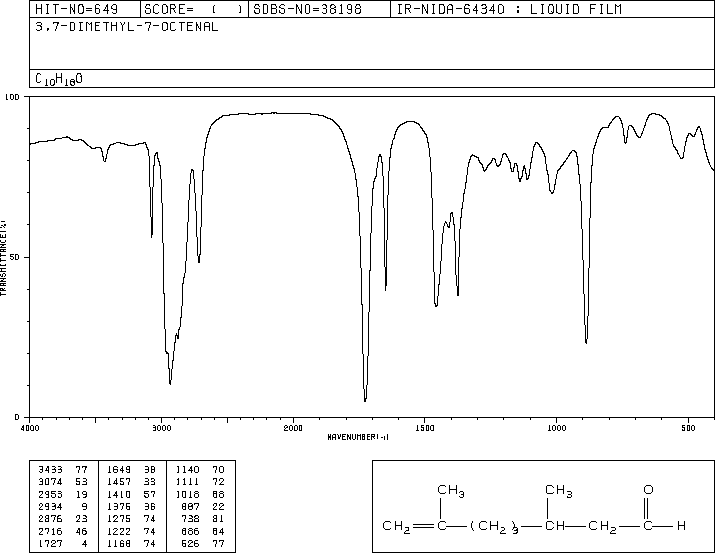 HIT-NO=649 SCORE= ( ) SDBS-NO=38198 IR-NIDA-64340 : LIQUID FILM
3,7-DIMETHYL-7-OCTENAL
C10H18O
100
50
0
TRANSMITTANCE(%)
4000 3000 2000 1500 1000 500
WAVENUMBER(-1)
3433 77 1649 38 1140 70
3074 53 1457 33 1111 72
2953 19 1410 57 1018 68
2934 9 1376 36 887 22
2876 23 1275 74 738 81
2716 46 1222 74 686 84
1727 4 1168 74 526 77
CH3 CH3 O
CH2 C (CH2)3 CH CH2 C H